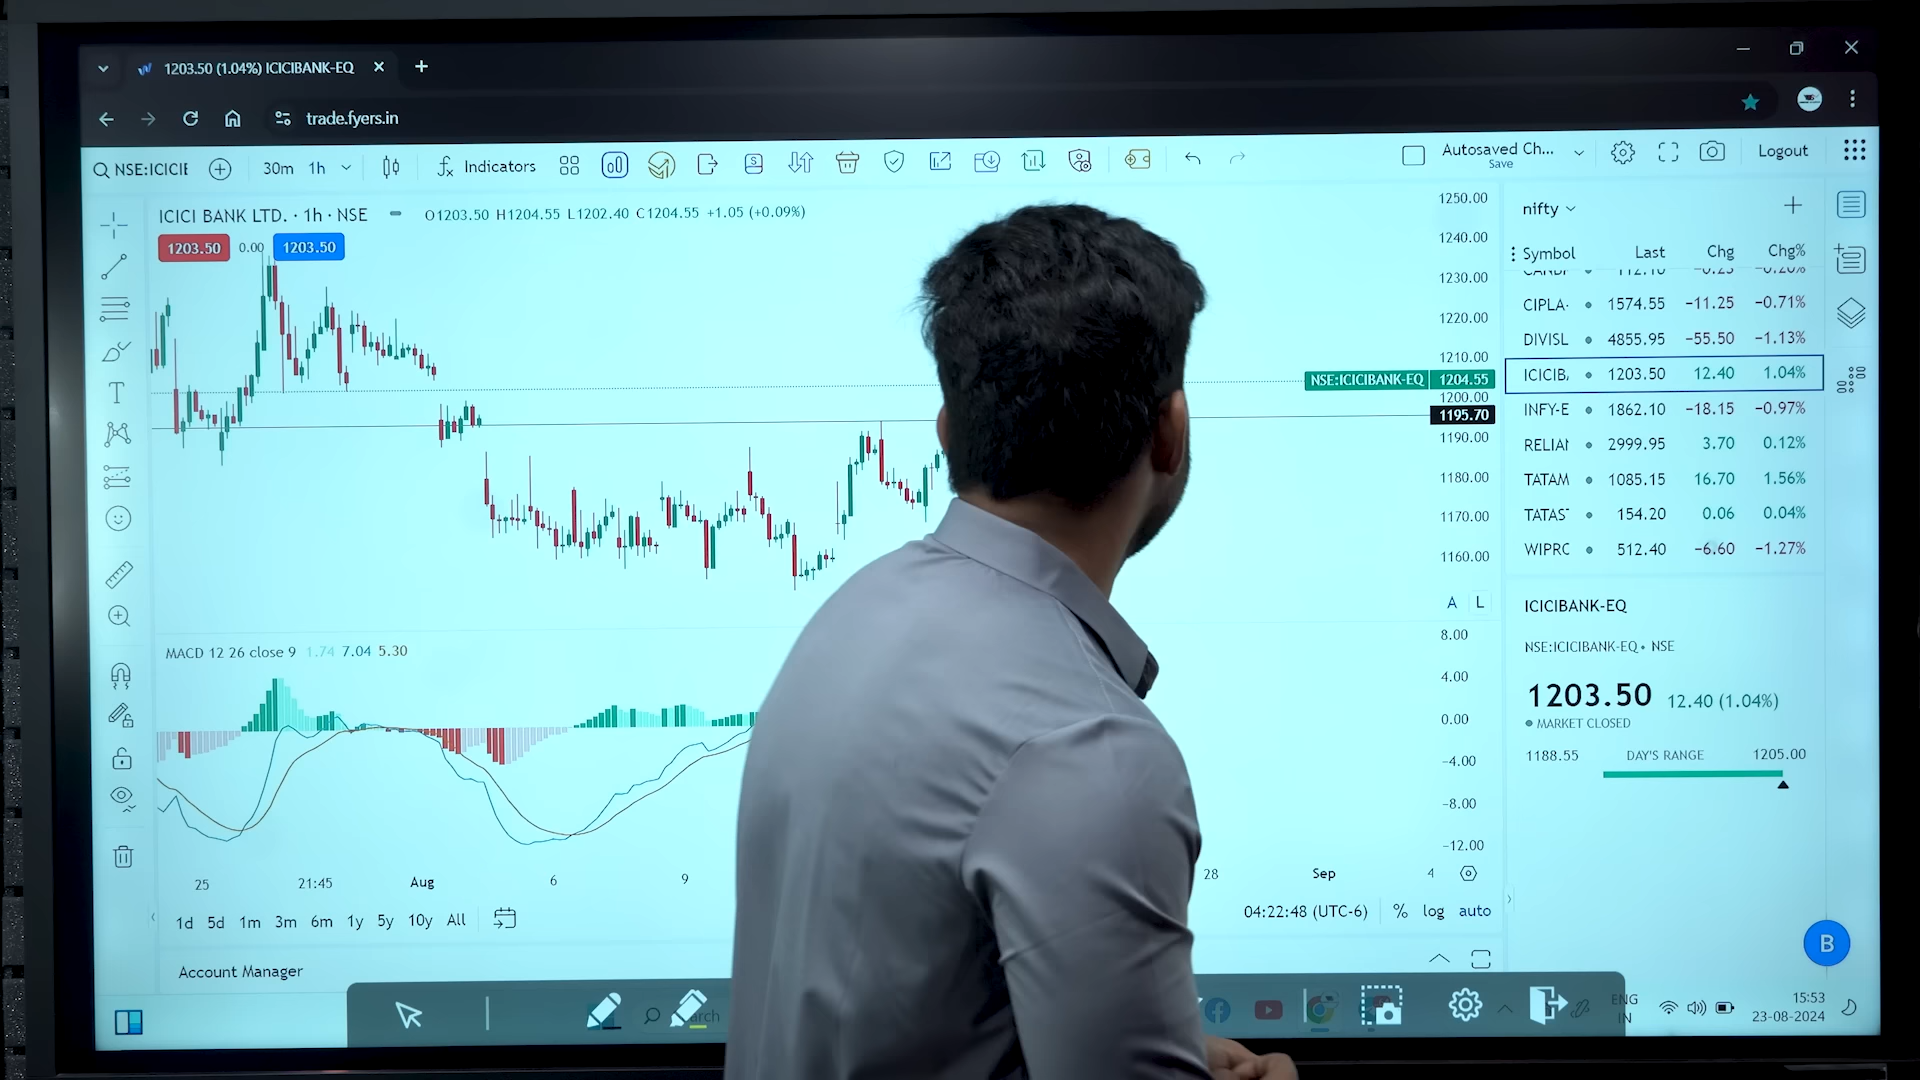 1203.50 (1.04%) ICICIBANK-EQ
trade.fyers.in
NSE:ICICIE 30m 1h Indicators Autosaved Ch... Logout
Save
ICICI BANK LTD. · 1h · NSE O1203.50 H1204.55 L1202.40 C1204.55 +1.05 (+0.09%)
1203.50 0.00 1203.50
1250.00
1240.00
1230.00
1220.00
1210.00
NSE:ICICIBANK-EQ 1204.55
1200.00
1195.70
1190.00
1180.00
1170.00
1160.00
A L
nifty
Symbol Last Chg Chg%
CIPLA- 1574.55 −11.25 −0.71%
DIVISL 4855.95 −55.50 −1.13%
ICICIB, 1203.50 12.40 1.04%
INFY-E 1862.10 −18.15 −0.97%
RELIAI 2999.95 3.70 0.12%
TATAM 1085.15 16.70 1.56%
TATAS 154.20 0.06 0.04%
WIPRC 512.40 −6.60 −1.27%
ICICIBANK-EQ
NSE:ICICIBANK-EQ • NSE
1203.50 12.40 (1.04%)
MARKET CLOSED
1188.55 DAY'S RANGE 1205.00
MACD 12 26 close 9 1.74 7.04 5.30
8.00
4.00
0.00
−4.00
−8.00
−12.00
25 21:45 Aug 6 9 28 Sep 4
1d 5d 1m 3m 6m 1y 5y 10y All 04:22:48 (UTC-6) % log auto
B
Account Manager
ENG
IN
15:53
23-08-2024